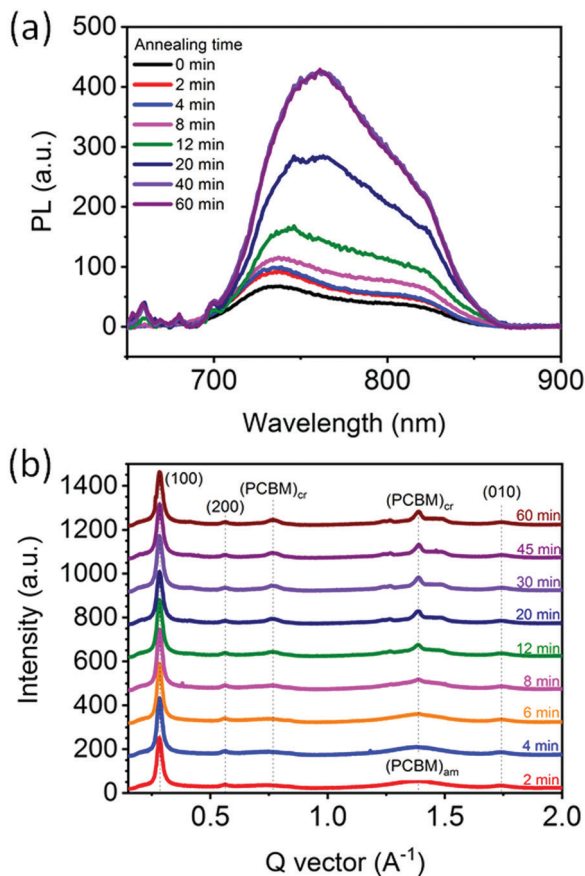 (a)
500
400
300
200
100
0
PL (a.u.)
Annealing time
0 min
2 min
4 min
8 min
12 min
20 min
40 min
60 min
700
800
900
Wavelength (nm)
(b)
1400
1200
1000
800
600
400
200
0
Intensity (a.u.)
(100)
(200)
(PCBM)cr
(PCBM)cr
(010)
60 min
45 min
30 min
20 min
12 min
8 min
6 min
4 min
(PCBM)am
2 min
0.5
1.0
1.5
2.0
Q vector (A⁻¹)